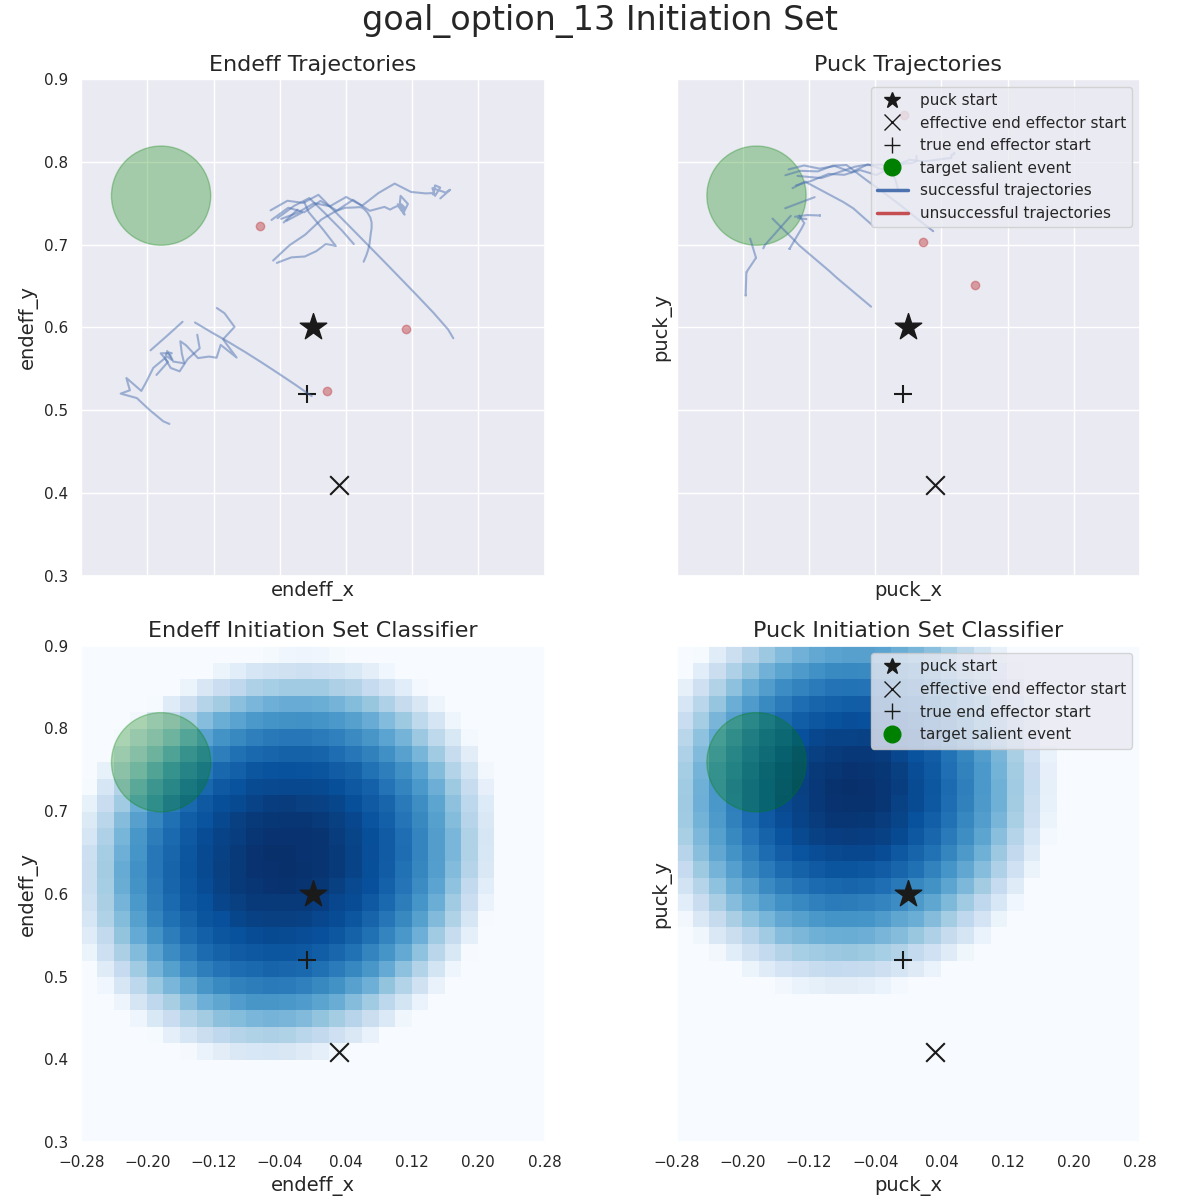 goal_option_13 Initiation Set
Endeff Trajectories
0.9
0.8
0.7
0.6
0.5
0.4
0.3
endeff_y
endeff_x
Puck Trajectories
puck start
effective end effector start
true end effector start
target salient event
successful trajectories
unsuccessful trajectories
puck_y
puck_x
Endeff Initiation Set Classifier
0.9
0.8
0.7
0.6
0.5
0.4
0.3
endeff_y
−0.28 −0.20 −0.12 −0.04 0.04 0.12 0.20 0.28
endeff_x
Puck Initiation Set Classifier
puck start
effective end effector start
true end effector start
target salient event
puck_y
−0.28 −0.20 −0.12 −0.04 0.04 0.12 0.20 0.28
puck_x